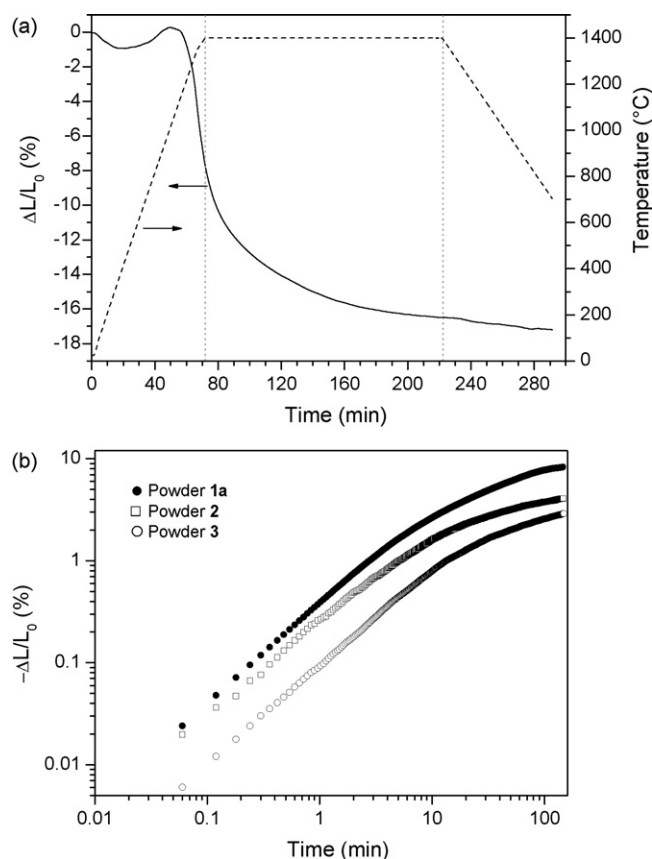 (a)
0
-2
-4
-6
-8
-10
-12
-14
-16
-18
ΔL/L₀ (%)
1400
1200
1000
800
600
400
200
0
Temperature (°C)
0 40 80 120 160 200 240 280
Time (min)
(b)
10
1
0.1
0.01
−ΔL/L₀ (%)
Powder 1a
Powder 2
Powder 3
0.01 0.1 1 10 100
Time (min)